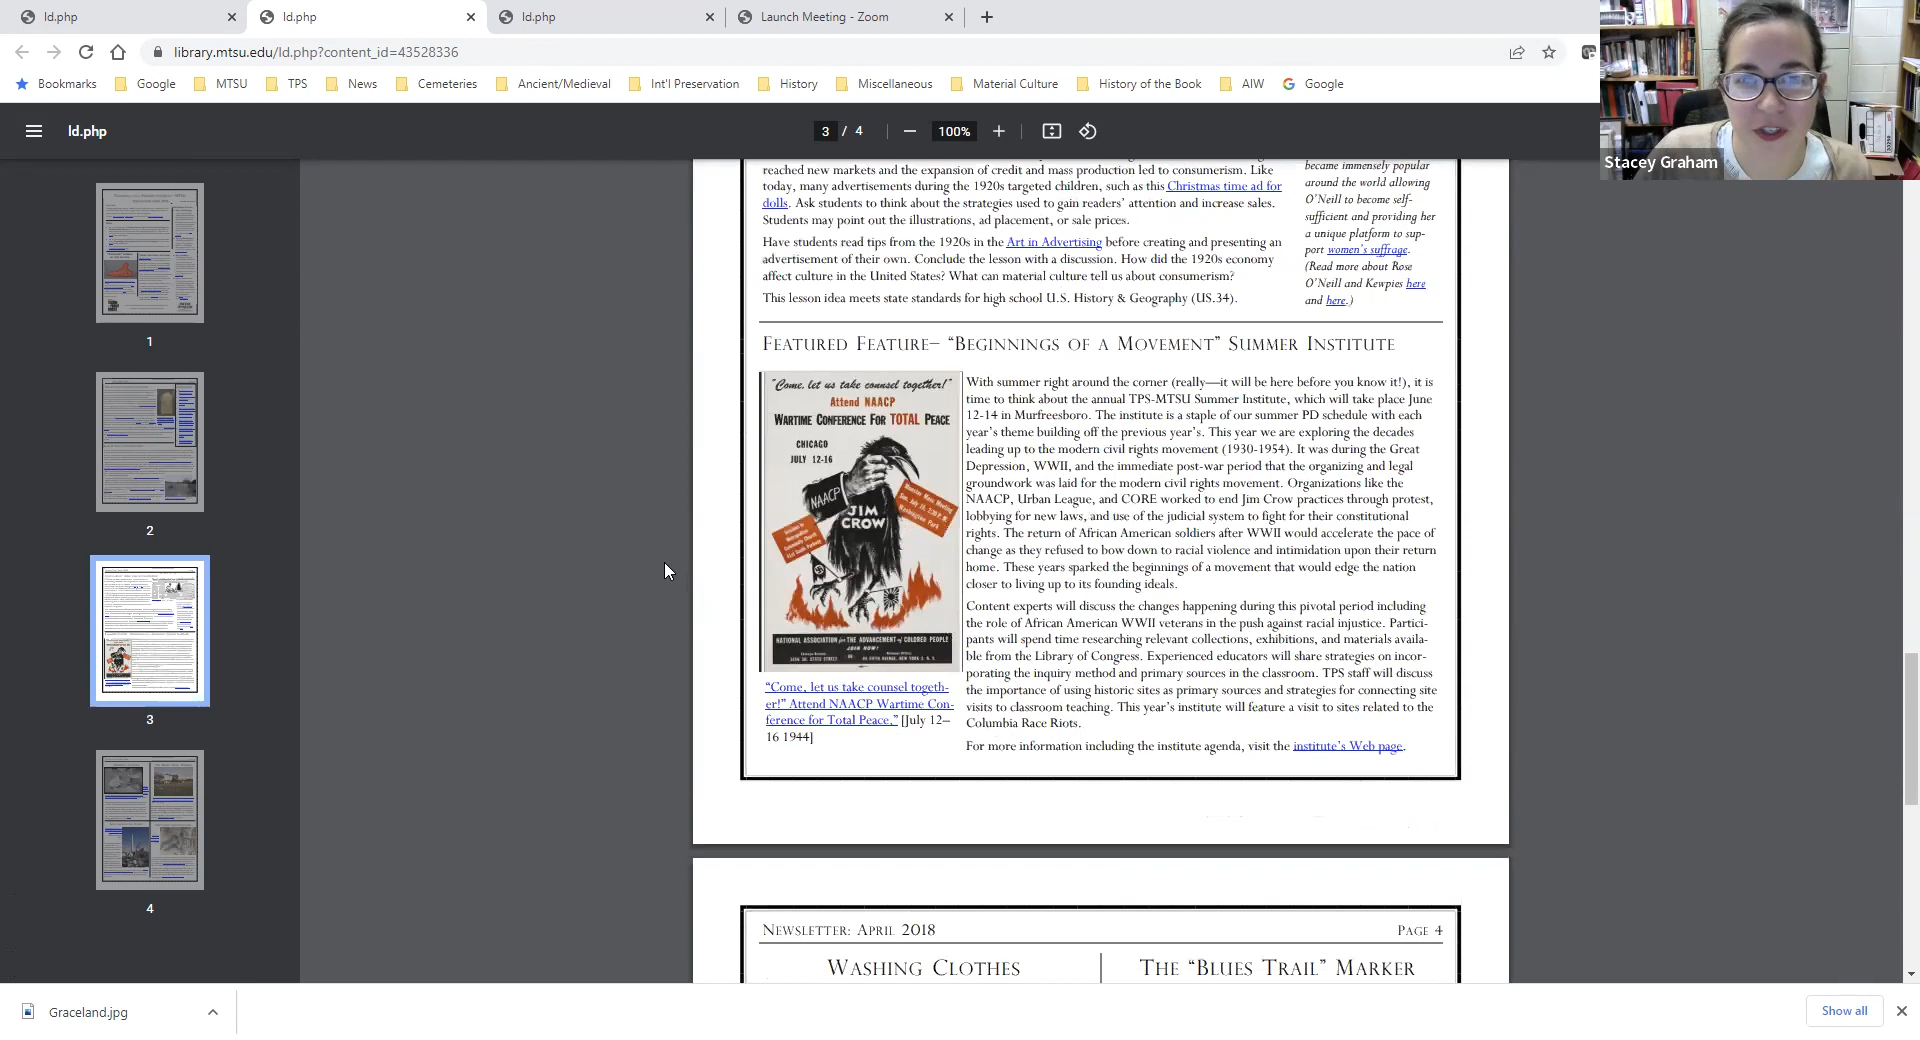 ld.php
ld.php
ld.php
Launch Meeting - Zoom
library.mtsu.edu/ld.php?content_id=43528336
Bookmarks Google MTSU TPS News Cemeteries Ancient/Medieval Int'l Preservation History Miscellaneous Material Culture History of the Book AIW Google
ld.php
3 / 4
100%
Stacey Graham
1
2
3
4
reached new markets and the expansion of credit and mass production led to consumerism. Like
today, many advertisements during the 1920s targeted children, such as this Christmas time ad for
dolls. Ask students to think about the strategies used to gain readers' attention and increase sales.
Students may point out the illustrations, ad placement, or sale prices.
Have students read tips from the 1920s in the Art in Advertising before creating and presenting an
advertisement of their own. Conclude the lesson with a discussion. How did the 1920s economy
affect culture in the United States? What can material culture tell us about consumerism?
This lesson idea meets state standards for high school U.S. History & Geography (US.34).
became immensely popular
around the world allowing
O'Neill to become self-
sufficient and providing her
a unique platform to sup-
port women's suffrage.
(Read more about Rose
O'Neill and Kewpies here
and here.)
Featured Feature– "Beginnings of a Movement" Summer Institute
"Come, let us take counsel together!"
Attend NAACP
WARTIME CONFERENCE FOR TOTAL PEACE
CHICAGO
JULY 12-16
NAACP
JIM
CROW
NATIONAL ASSOCIATION for THE ADVANCEMENT of COLORED PEOPLE
JOIN NOW!
"Come, let us take counsel togeth-
er!" Attend NAACP Wartime Con-
ference for Total Peace," [July 12–
16 1944]
With summer right around the corner (really—it will be here before you know it!), it is
time to think about the annual TPS-MTSU Summer Institute, which will take place June
12-14 in Murfreesboro. The institute is a staple of our summer PD schedule with each
year's theme building off the previous year's. This year we are exploring the decades
leading up to the modern civil rights movement (1930-1954). It was during the Great
Depression, WWII, and the immediate post-war period that the organizing and legal
groundwork was laid for the modern civil rights movement. Organizations like the
NAACP, Urban League, and CORE worked to end Jim Crow practices through protest,
lobbying for new laws, and use of the judicial system to fight for their constitutional
rights. The return of African American soldiers after WWII would accelerate the pace of
change as they refused to bow down to racial violence and intimidation upon their return
home. These years sparked the beginnings of a movement that would edge the nation
closer to living up to its founding ideals.
Content experts will discuss the changes happening during this pivotal period including
the role of African American WWII veterans in the push against racial injustice. Partici-
pants will spend time researching relevant collections, exhibitions, and materials availa-
ble from the Library of Congress. Experienced educators will share strategies on incor-
porating the inquiry method and primary sources in the classroom. TPS staff will discuss
the importance of using historic sites as primary sources and strategies for connecting site
visits to classroom teaching. This year's institute will feature a visit to sites related to the
Columbia Race Riots.
For more information including the institute agenda, visit the institute's Web page.
Newsletter: April 2018 Page 4
Washing Clothes
The "Blues Trail" Marker
Graceland.jpg
Show all